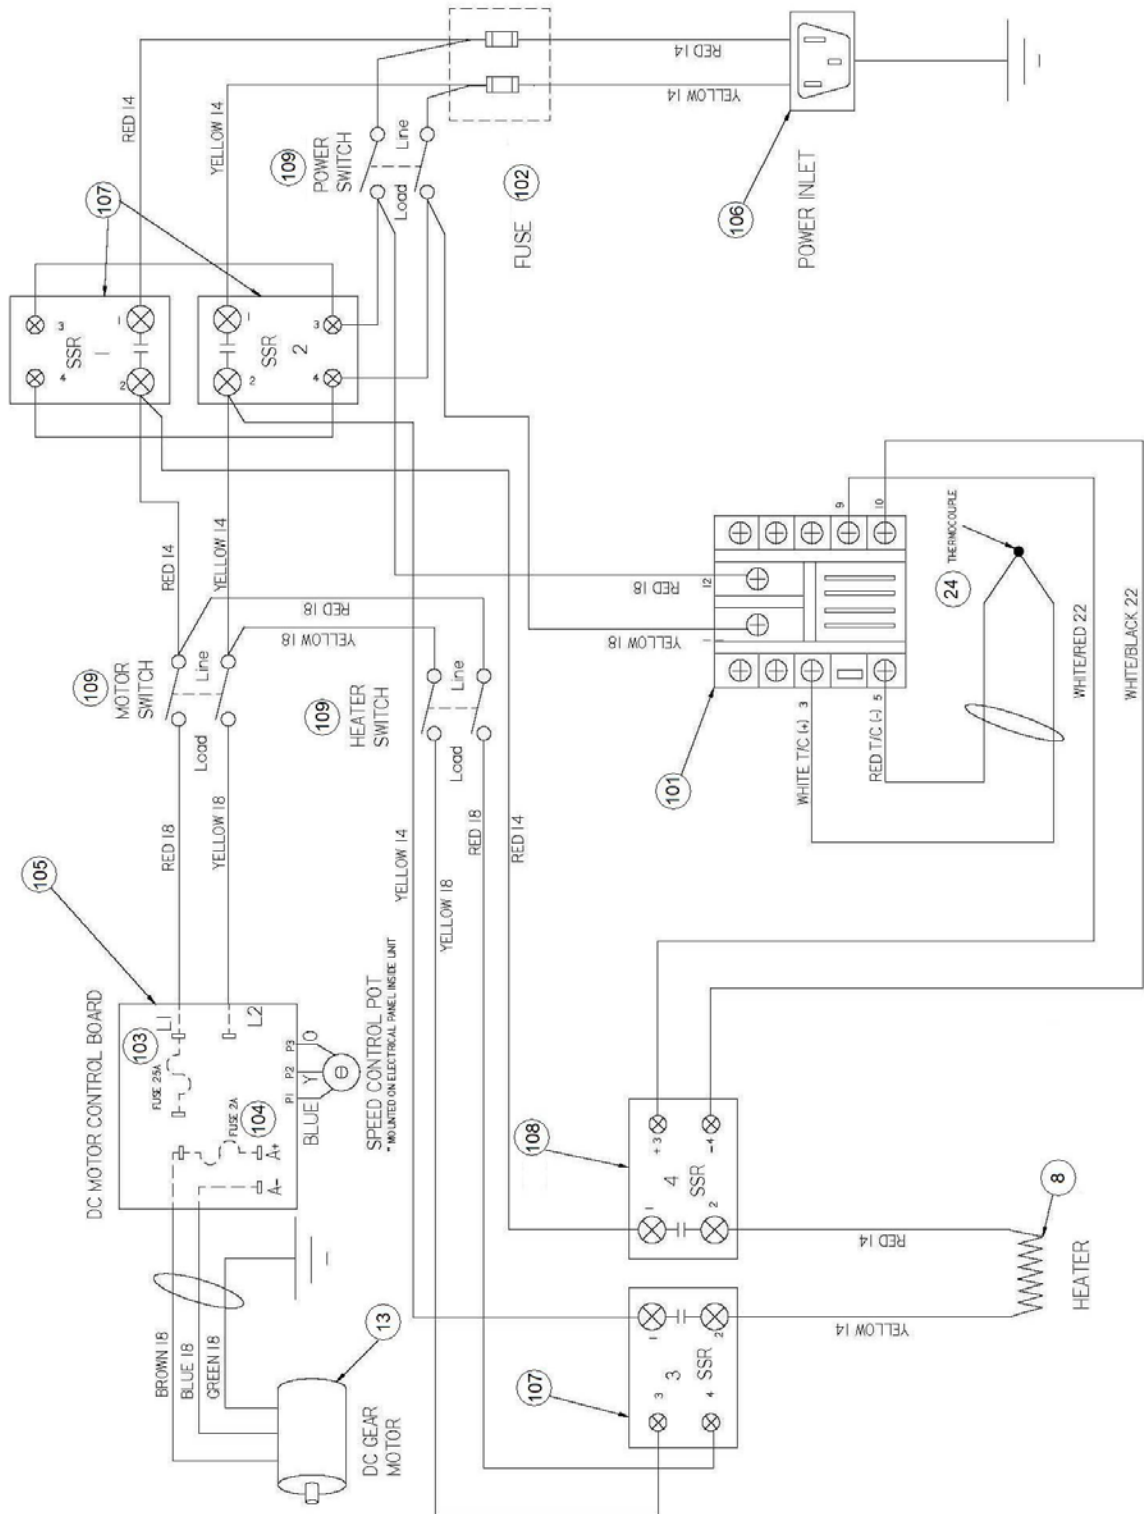 RED 14
YELLOW 14
107
3
1
SSR
1
4
2
1
3
SSR
2
2
4
109
POWER
SWITCH
Line
Load
FUSE
102
RED 14
YELLOW 14
106
POWER INLET
RED 14
YELLOW 14
109
MOTOR
SWITCH
Line
Load
RED 18
YELLOW 18
109
HEATER
SWITCH
Line
Load
RED 18
YELLOW 18
12
9
10
24
THERMOCOUPLE
RED 18
YELLOW 18
101
WHITE T/C (+)
3
RED T/C (-)
5
WHITE/RED 22
WHITE/BLACK 22
105
DC MOTOR CONTROL BOARD
103
L1
L2
FUSE 25A
FUSE 2A
104
A+
A-
P1
P2
P3
BLUE
Y
O
SPEED CONTROL POT
* MOUNTED ON ELECTRICAL PANEL INSIDE UNIT
YELLOW 14
YELLOW 18
RED 18
RED 14
BROWN 18
BLUE 18
GREEN 18
13
DC GEAR
MOTOR
108
+3
-4
4
SSR
1
2
RED 14
8
HEATER
107
1
2
3
SSR
3
4
YELLOW 14